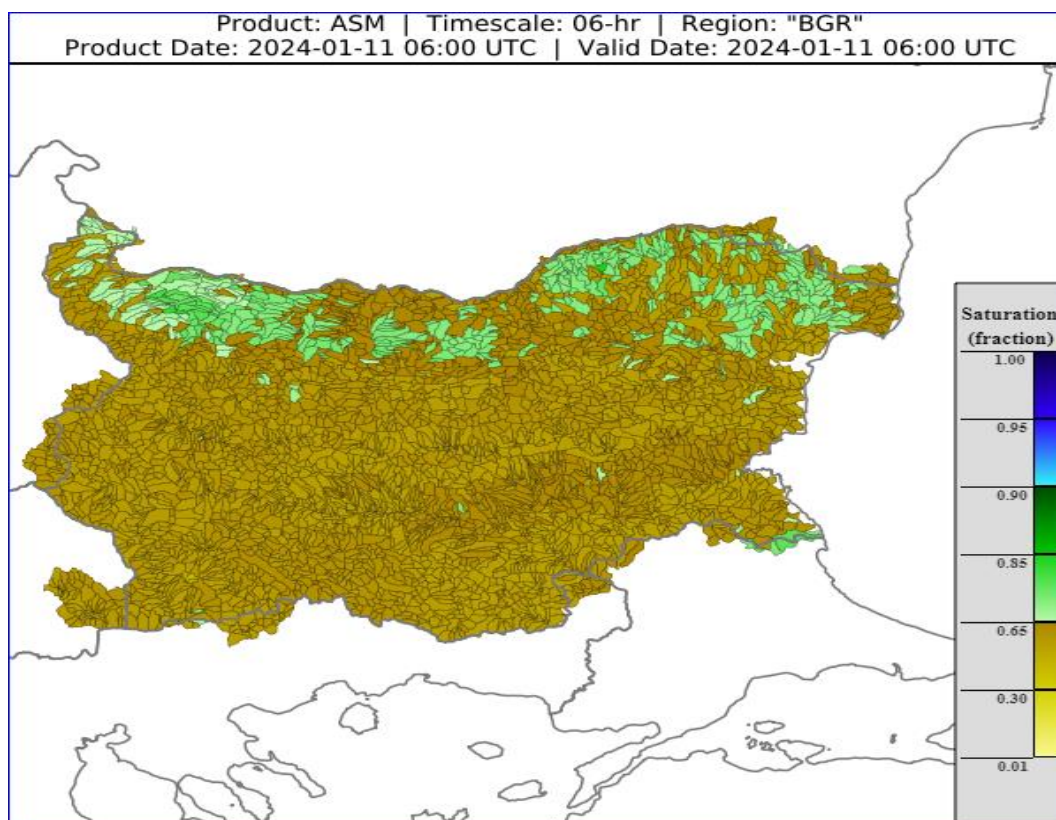 Product: ASM | Timescale: 06-hr | Region: "BGR"
Product Date: 2024-01-11 06:00 UTC | Valid Date: 2024-01-11 06:00 UTC
Saturation
(fraction)
1.00
0.95
0.90
0.85
0.65
0.30
0.01